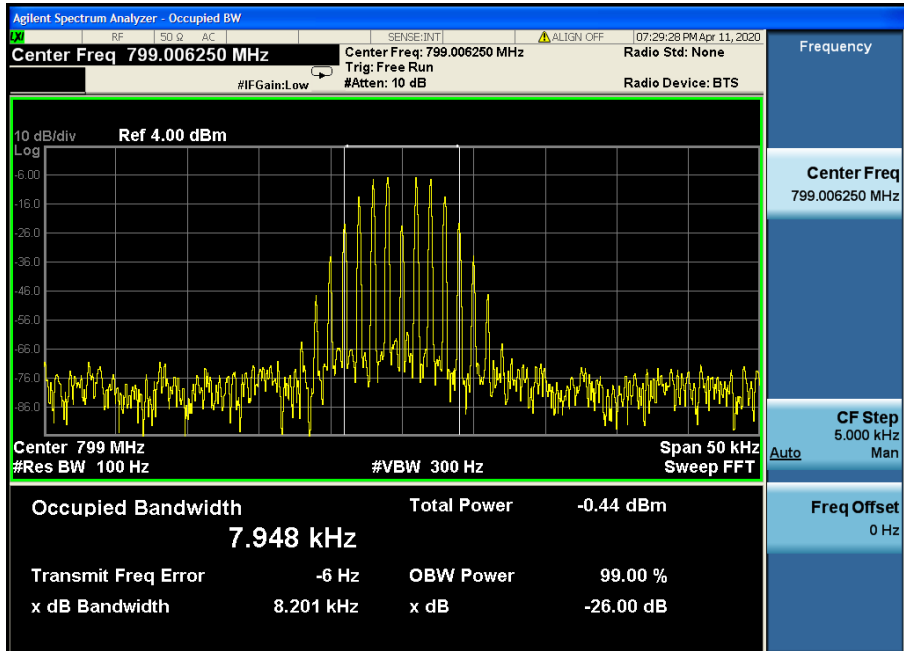 Agilent Spectrum Analyzer - Occupied BW
LXI RF 50 Ω AC SENSE:INT ALIGN OFF 07:29:28 PM Apr 11, 2020
Center Freq 799.006250 MHz
Center Freq: 799.006250 MHz
Radio Std: None
Trig: Free Run
#IFGain:Low
#Atten: 10 dB
Radio Device: BTS
10 dB/div Ref 4.00 dBm
Log
-6.00
-16.0
-26.0
-36.0
-46.0
-56.0
-66.0
-76.0
-86.0
Center 799 MHz
Span 50 kHz
#Res BW 100 Hz
#VBW 300 Hz
Sweep FFT
Occupied Bandwidth
7.948 kHz
Total Power -0.44 dBm
Transmit Freq Error -6 Hz
OBW Power 99.00 %
x dB Bandwidth 8.201 kHz
x dB -26.00 dB
Frequency
Center Freq
799.006250 MHz
CF Step
5.000 kHz
Auto Man
Freq Offset
0 Hz